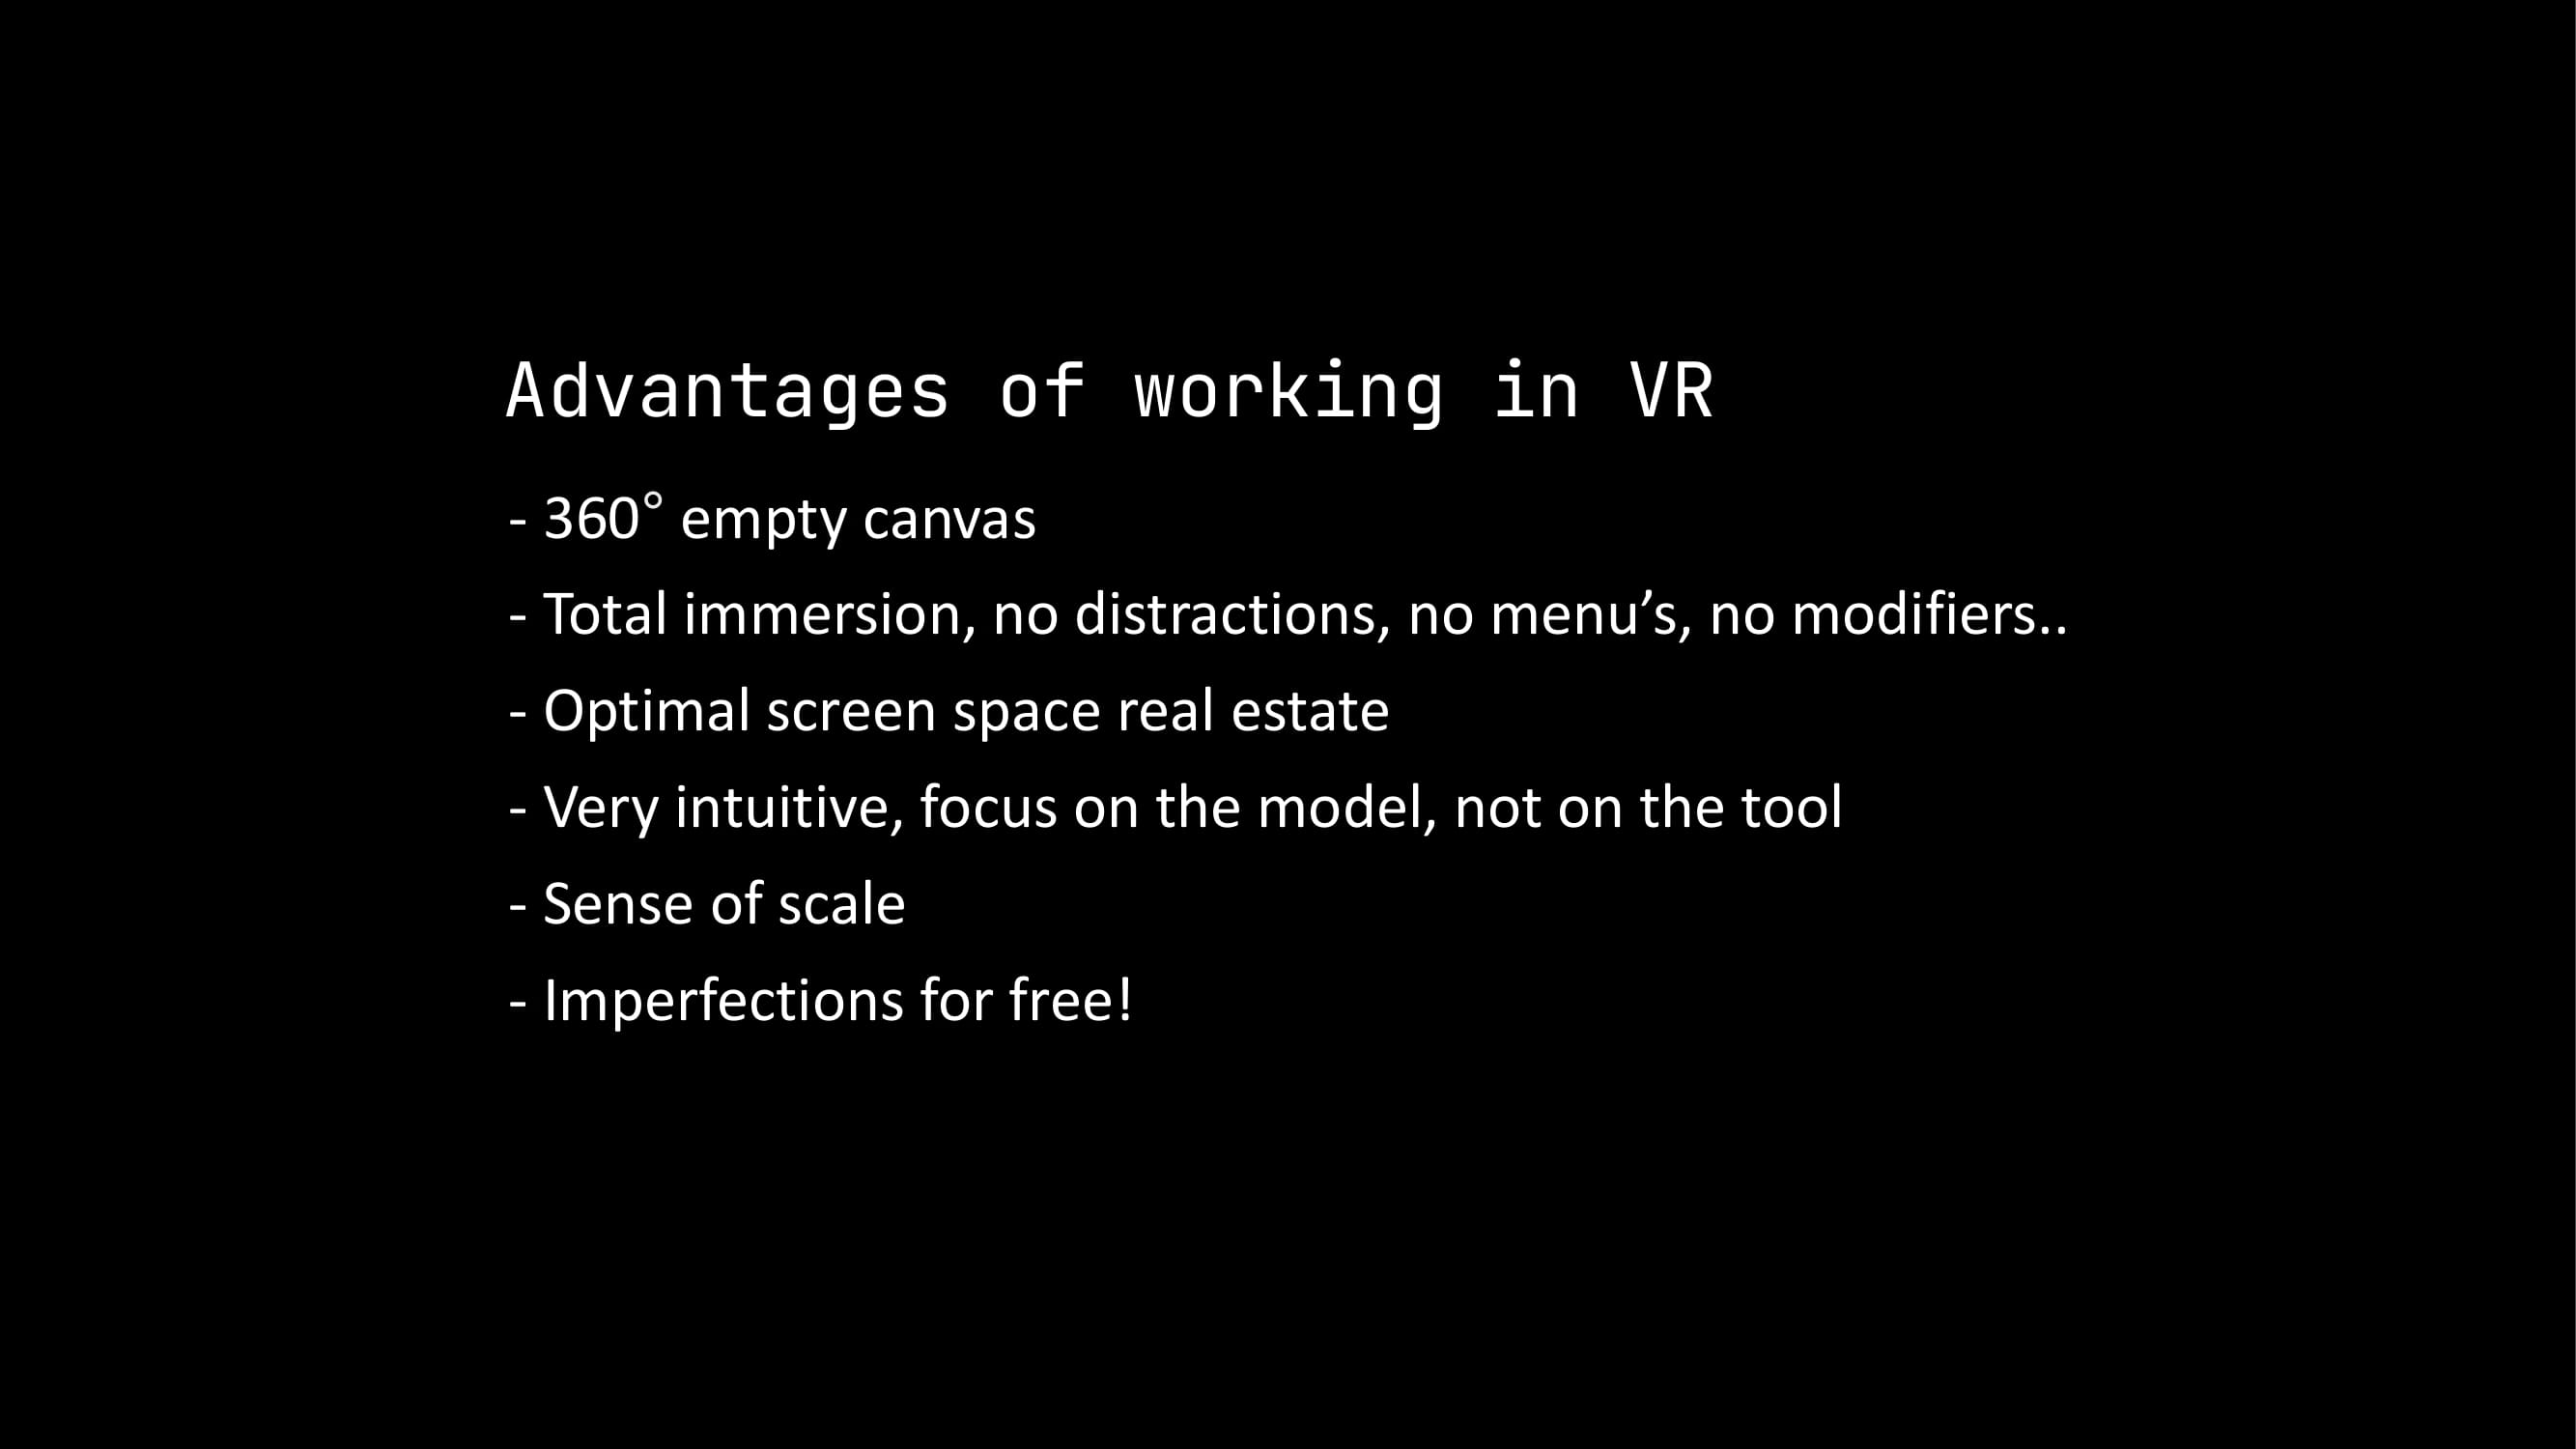 Advantages of working in VR
- 360° empty canvas
- Total immersion, no distractions, no menu’s, no modifiers..
- Optimal screen space real estate
- Very intuitive, focus on the model, not on the tool
- Sense of scale
- Imperfections for free!